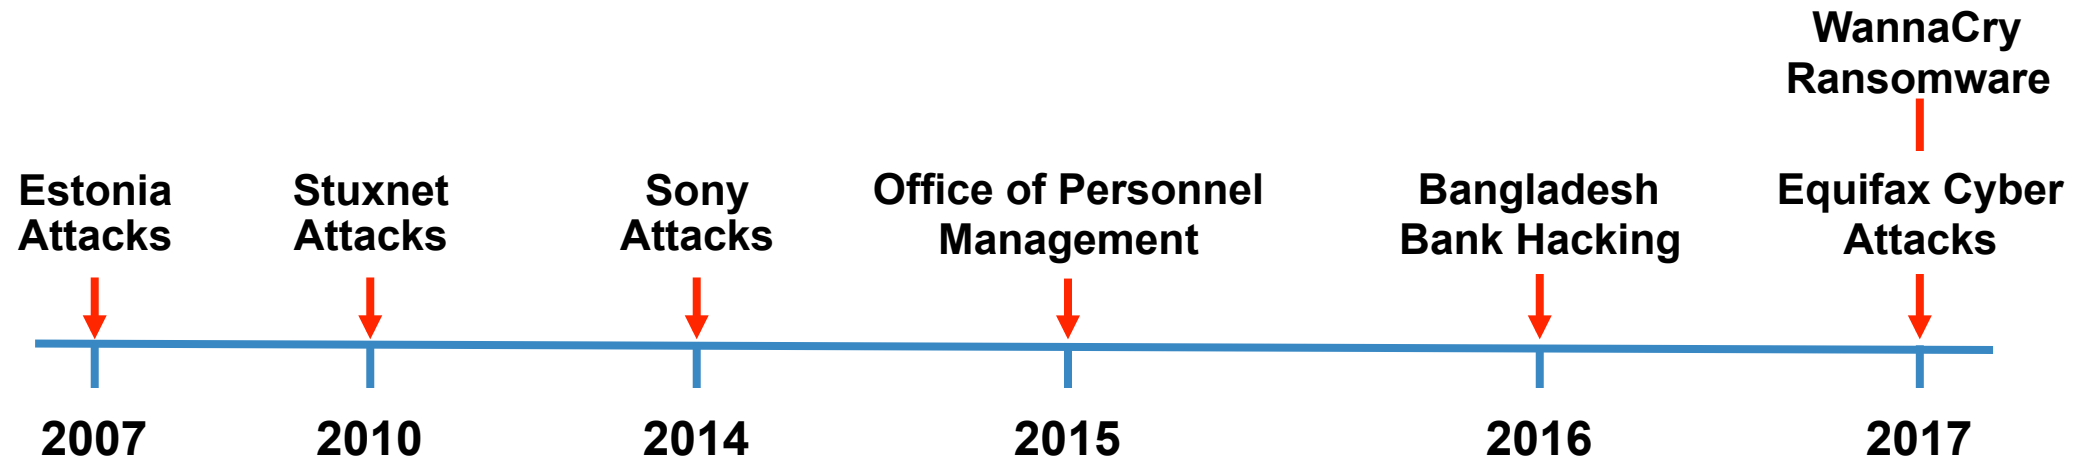 WannaCry
Ransomware
Estonia
Attacks
Stuxnet
Attacks
Sony
Attacks
Office of Personnel
Management
Bangladesh
Bank Hacking
Equifax Cyber
Attacks
2007
2010
2014
2015
2016
2017